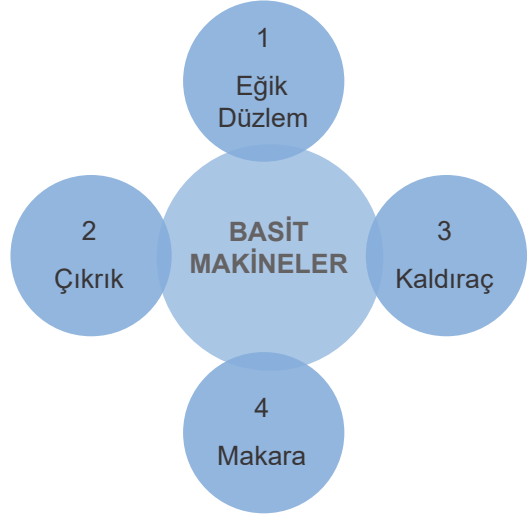 1
Eğik
Düzlem
2
Çıkrık
BASİT
MAKİNELER
3
Kaldıraç
4
Makara